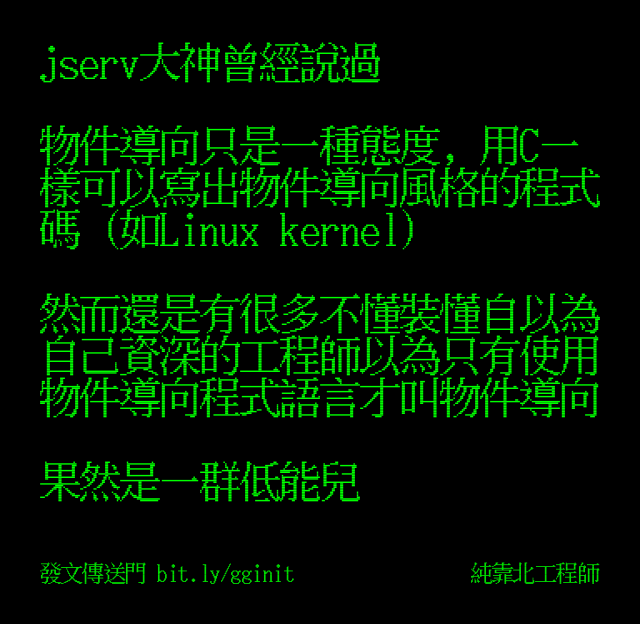 jserv大神曾經說過
物件導向只是一種態度, 用C一
樣可以寫出物件導向風格的程式
碼 (如Linux kernel)
然而還是有很多不懂裝懂自以為
自己資深的工程師以為只有使用
物件導向程式語言才叫物件導向
果然是一群低能兒
發文傳送門 bit.ly/gginit
純靠北工程師